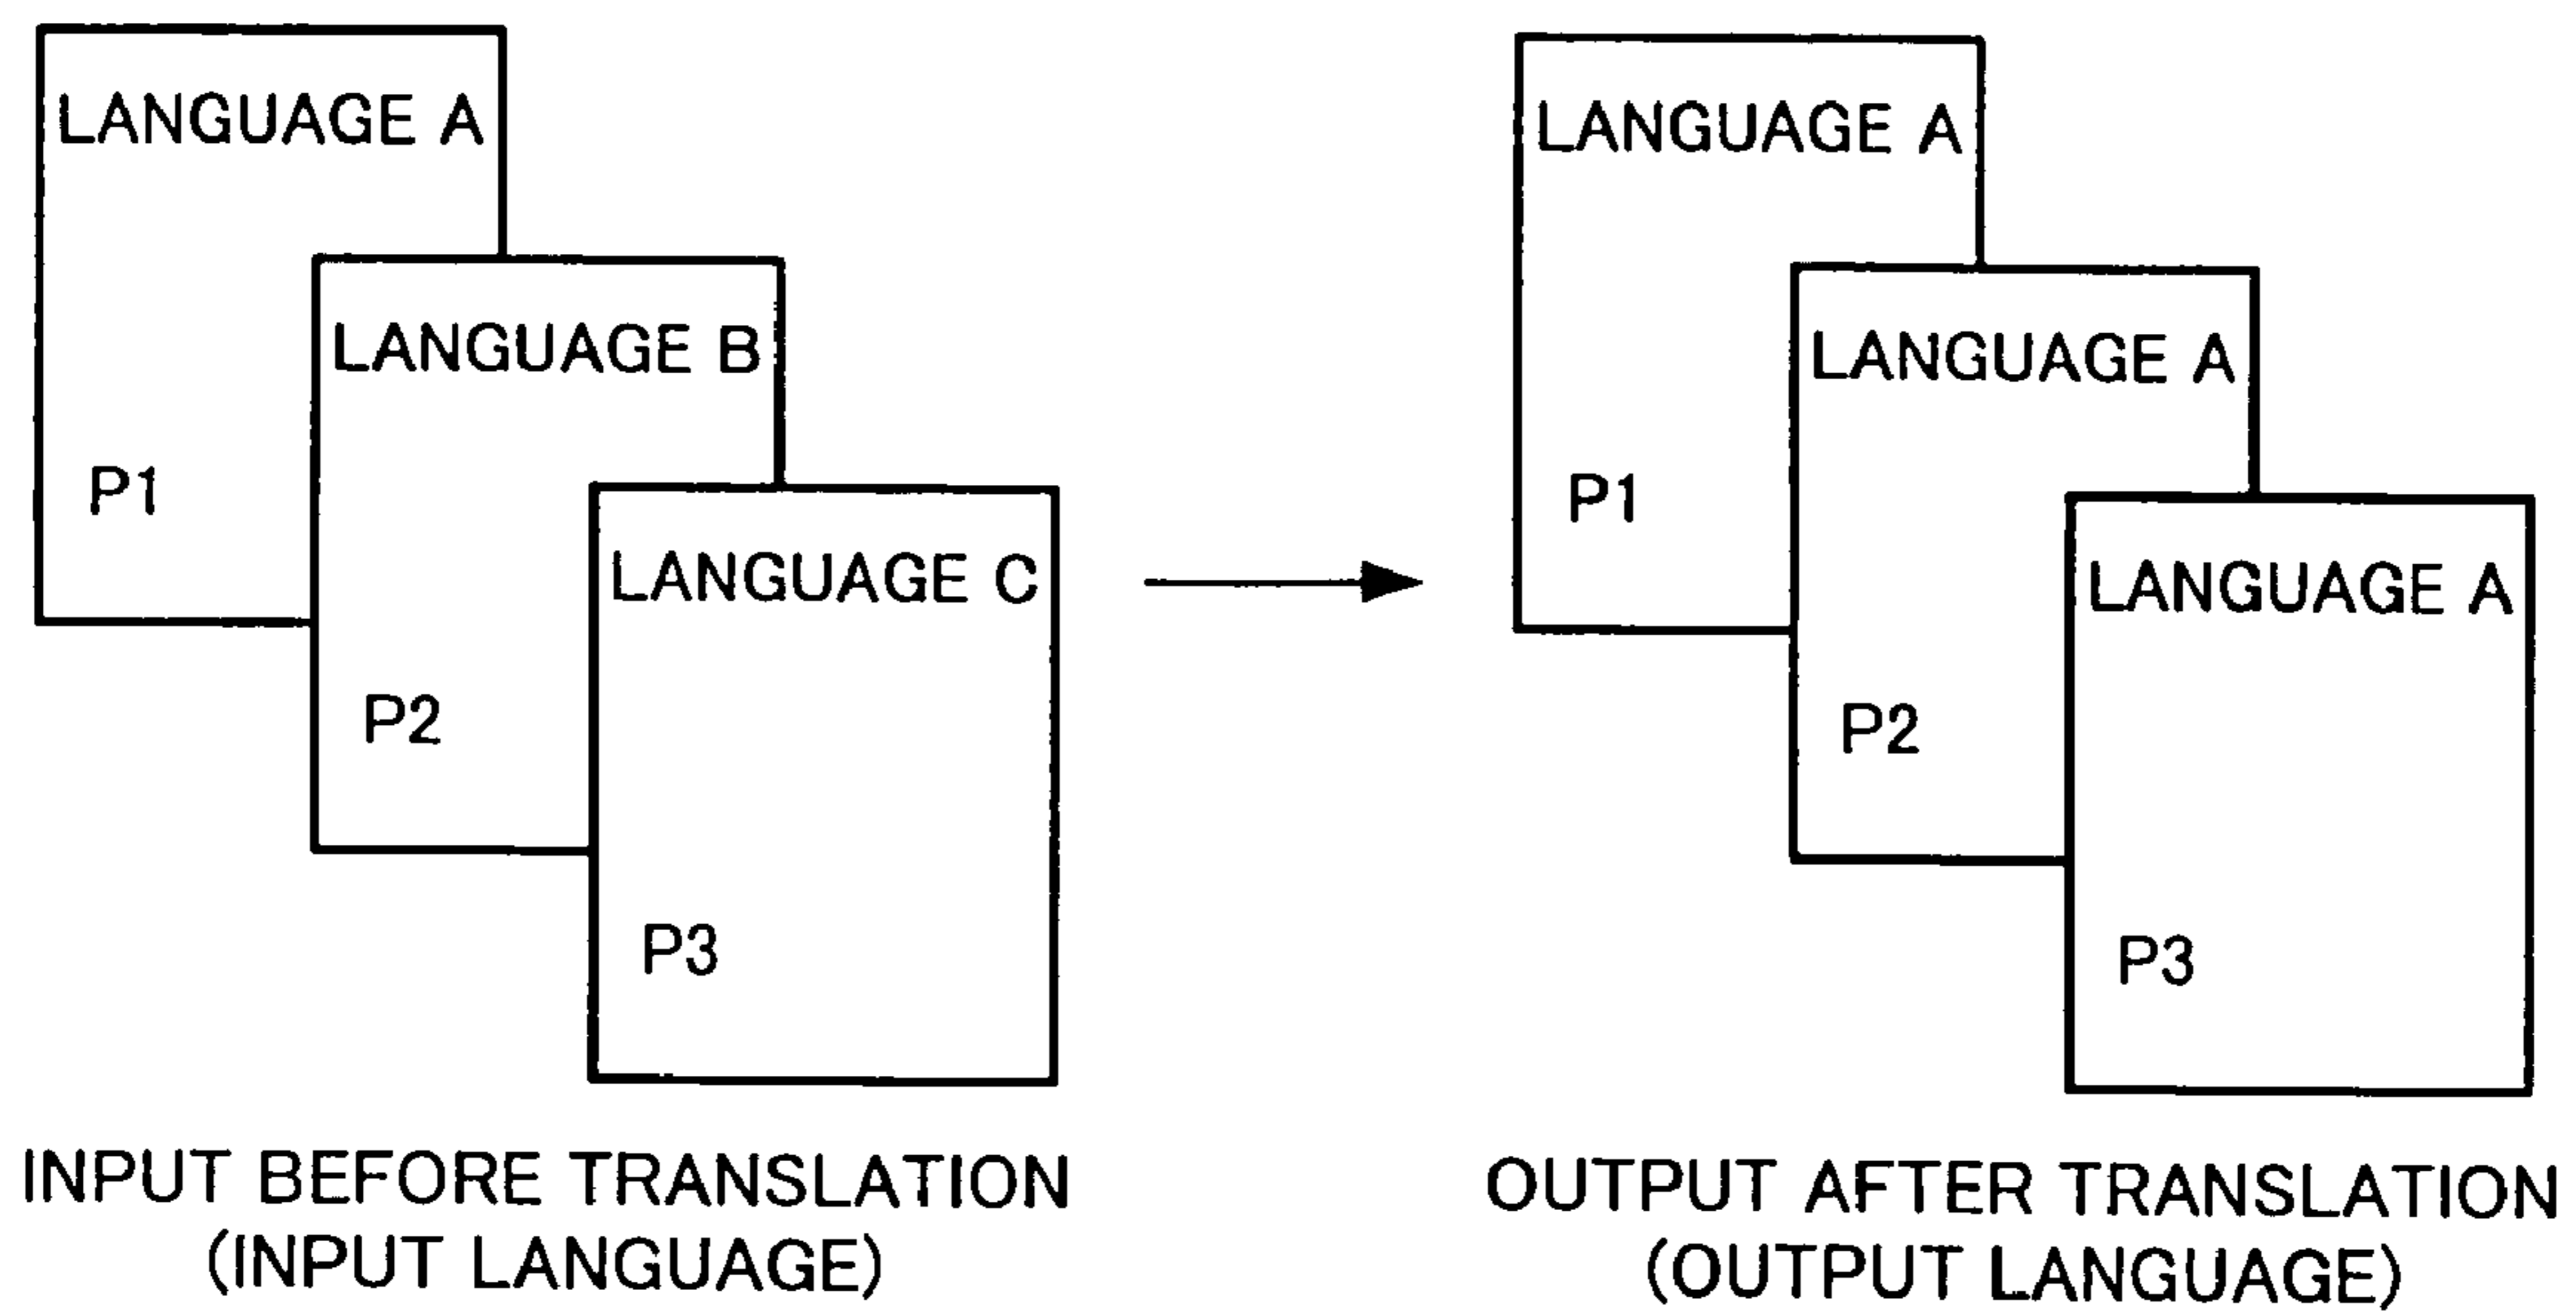 LANGUAGE A
P1
LANGUAGE B
P2
LANGUAGE C
P3
INPUT BEFORE TRANSLATION
(INPUT LANGUAGE)
LANGUAGE A
P1
LANGUAGE A
P2
LANGUAGE A
P3
OUTPUT AFTER TRANSLATION
(OUTPUT LANGUAGE)